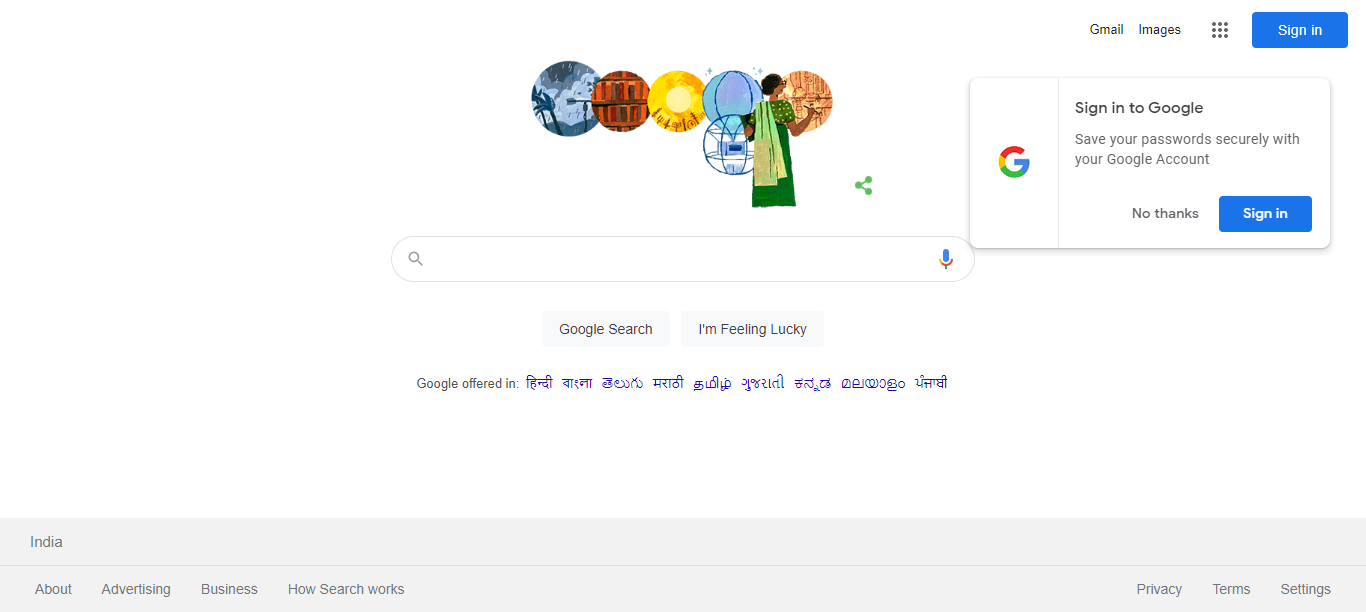 Gmail Images Sign in
Sign in to Google
Save your passwords securely with
your Google Account
No thanks Sign in
Google Search I'm Feeling Lucky
Google offered in: हिन्दी বাংলা తెలుగు मराठी தமிழ் ગુજરાતી ಕನ್ನಡ മലയാളം ਪੰਜਾਬੀ
India
About Advertising Business How Search works Privacy Terms Settings